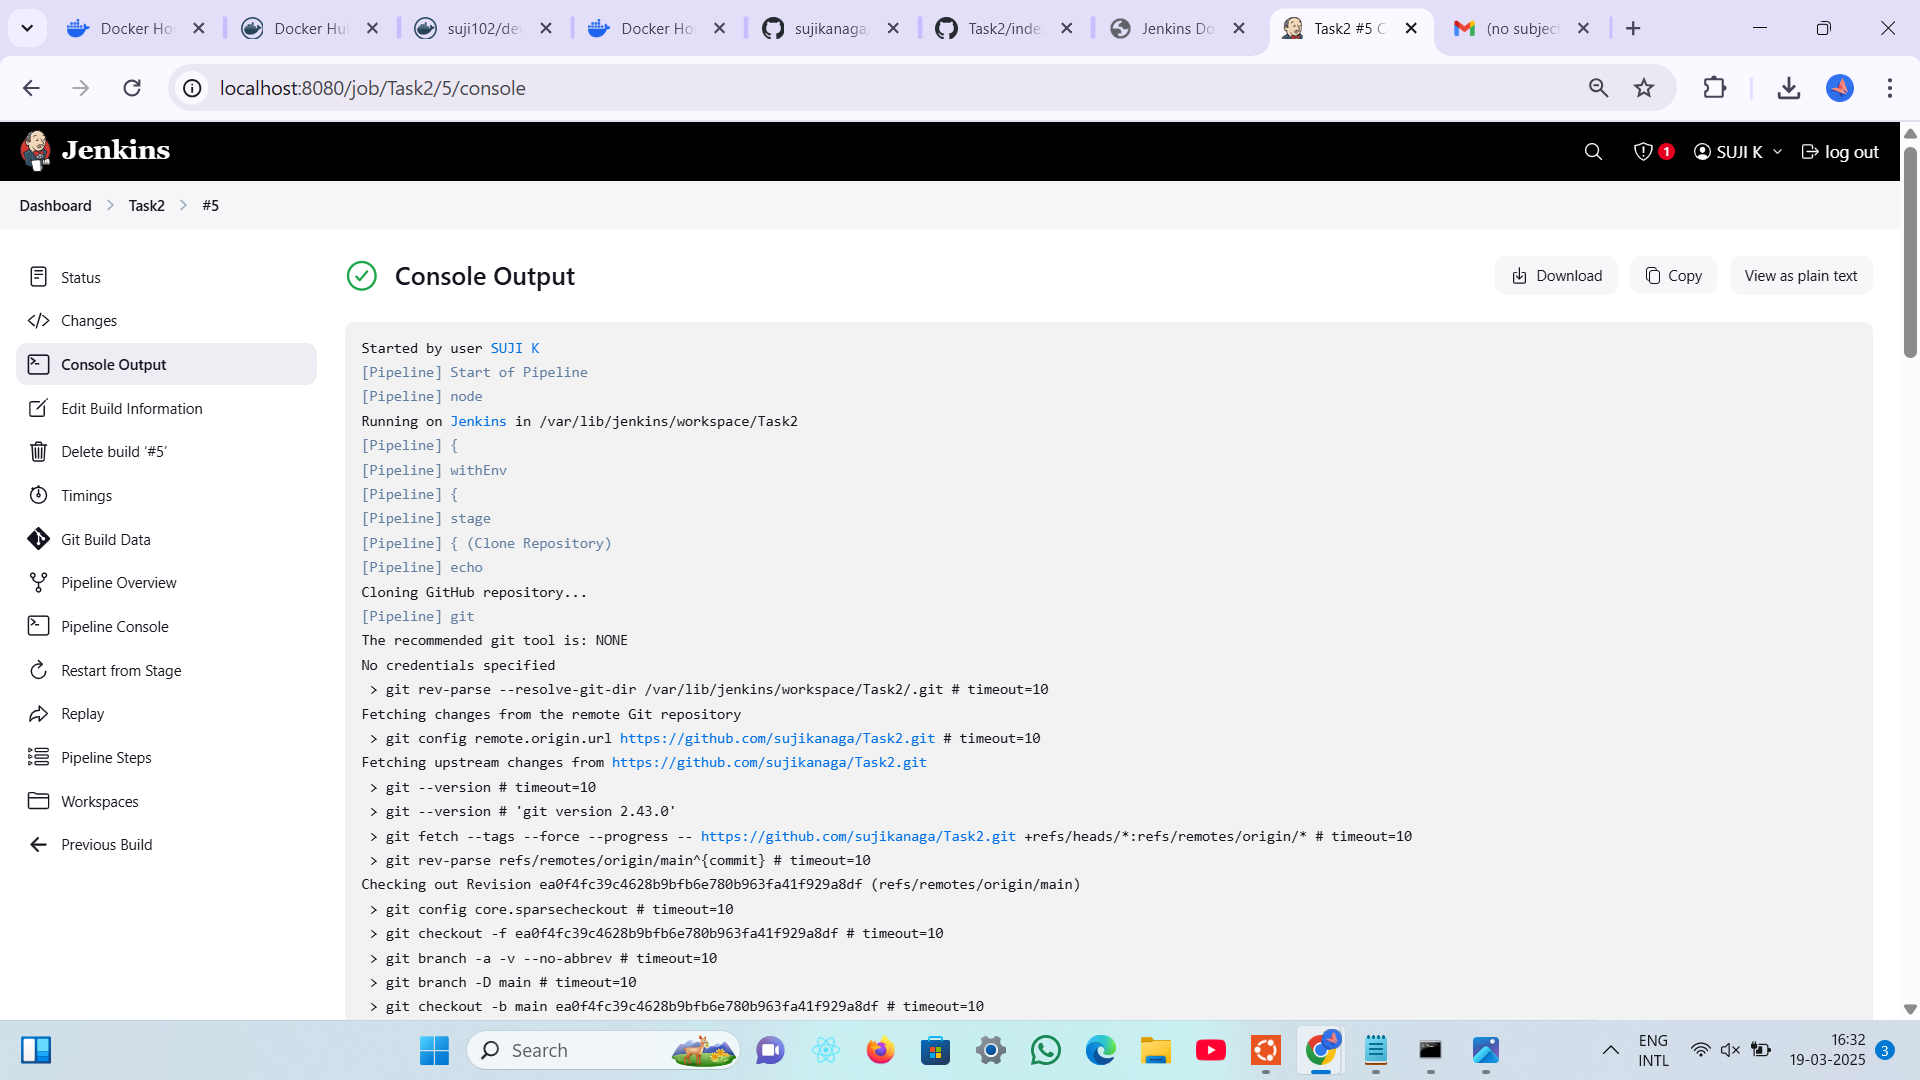 Docker Ho
Docker Hu
suji102/de
Docker Ho
sujikanaga/
Task2/inde
Jenkins Do
Task2 #5 C
(no subject
localhost:8080/job/Task2/5/console
Jenkins
1
SUJI K
log out
Dashboard
Task2
#5
Status
Changes
Console Output
Edit Build Information
Delete build ‘#5’
Timings
Git Build Data
Pipeline Overview
Pipeline Console
Restart from Stage
Replay
Pipeline Steps
Workspaces
Previous Build
Console Output
Download
Copy
View as plain text
Started by user SUJI K
[Pipeline] Start of Pipeline
[Pipeline] node
Running on Jenkins in /var/lib/jenkins/workspace/Task2
[Pipeline] {
[Pipeline] withEnv
[Pipeline] {
[Pipeline] stage
[Pipeline] { (Clone Repository)
[Pipeline] echo
Cloning GitHub repository...
[Pipeline] git
The recommended git tool is: NONE
No credentials specified
> git rev-parse --resolve-git-dir /var/lib/jenkins/workspace/Task2/.git # timeout=10
Fetching changes from the remote Git repository
> git config remote.origin.url https://github.com/sujikanaga/Task2.git # timeout=10
Fetching upstream changes from https://github.com/sujikanaga/Task2.git
> git --version # timeout=10
> git --version # 'git version 2.43.0'
> git fetch --tags --force --progress -- https://github.com/sujikanaga/Task2.git +refs/heads/*:refs/remotes/origin/* # timeout=10
> git rev-parse refs/remotes/origin/main^{commit} # timeout=10
Checking out Revision ea0f4fc39c4628b9bfb6e780b963fa41f929a8df (refs/remotes/origin/main)
> git config core.sparsecheckout # timeout=10
> git checkout -f ea0f4fc39c4628b9bfb6e780b963fa41f929a8df # timeout=10
> git branch -a -v --no-abbrev # timeout=10
> git branch -D main # timeout=10
> git checkout -b main ea0f4fc39c4628b9bfb6e780b963fa41f929a8df # timeout=10
Search
ENG
INTL
16:32
19-03-2025
3